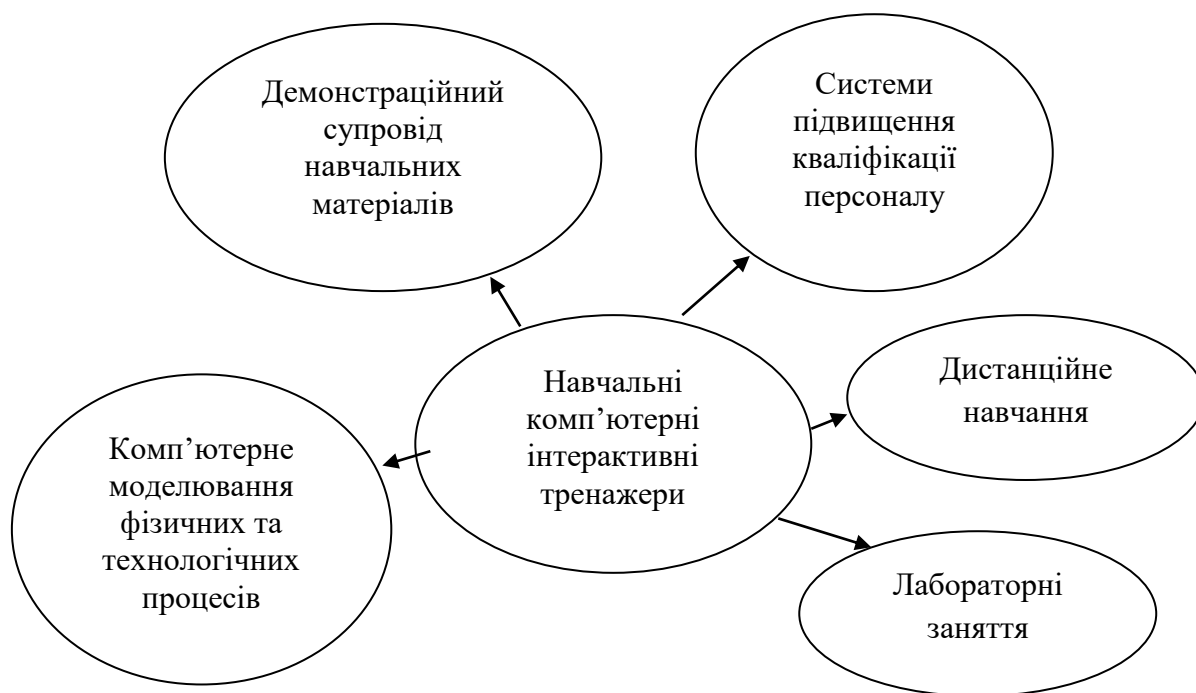 Демонстраційний
супровід
навчальних
матеріалів
Системи
підвищення
кваліфікації
персоналу
Навчальні
комп’ютерні
інтерактивні
тренажери
Дистанційне
навчання
Комп’ютерне
моделювання
фізичних та
технологічних
процесів
Лабораторні
заняття